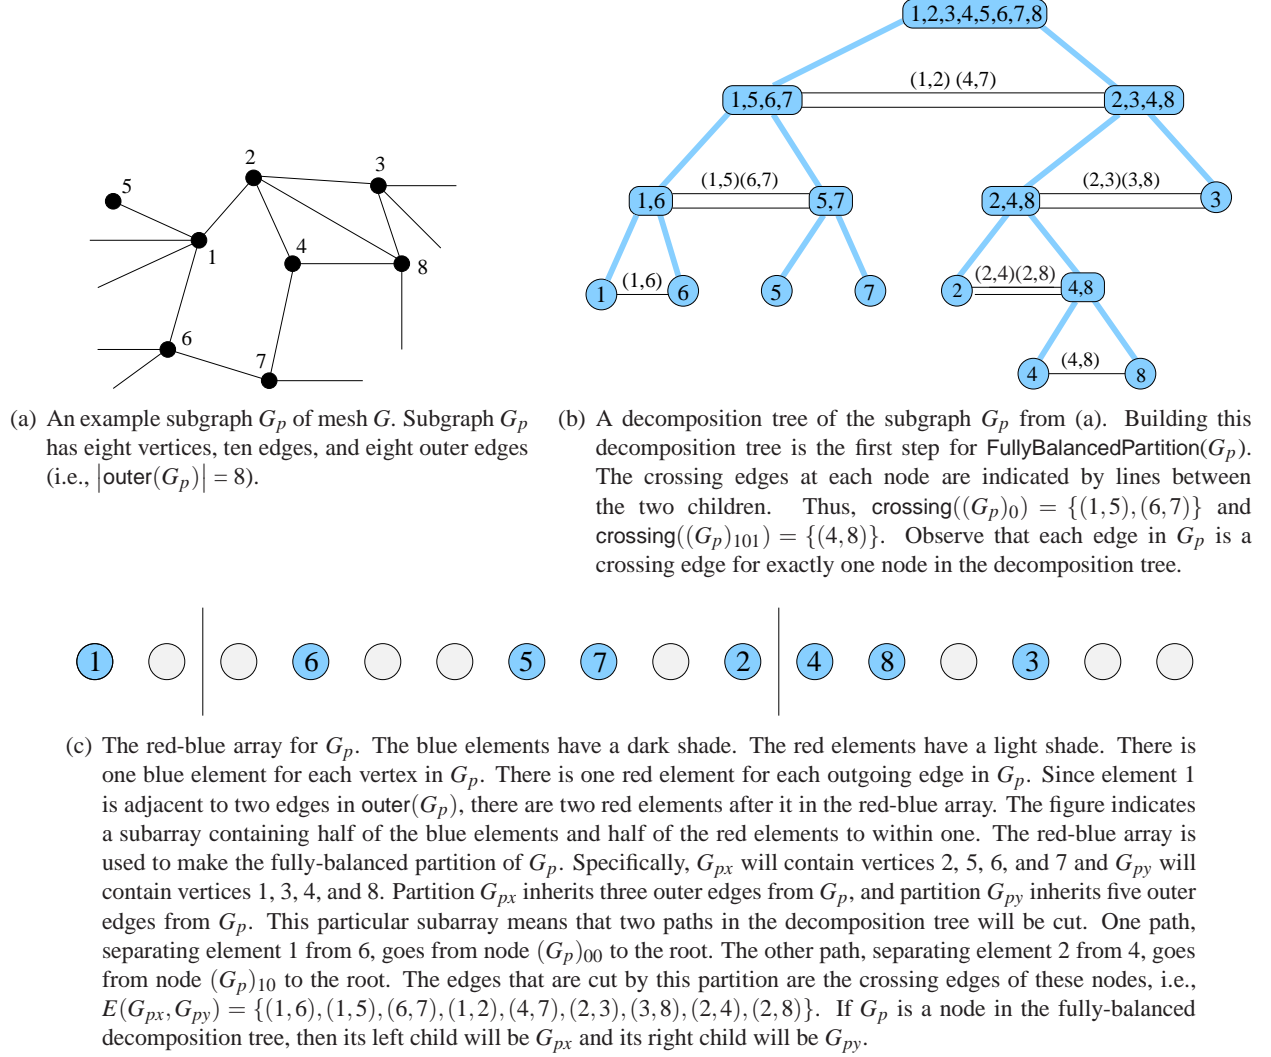 1,2,3,4,5,6,7,8
(1,2) (4,7)
1,5,6,7
2,3,4,8
(1,5)(6,7)
(2,3)(3,8)
1,6
5,7
2,4,8
3
(1,6)
(2,4)(2,8)
1
6
5
7
2
4,8
(4,8)
4
8
2
3
5
1
4
8
6
7
(a) An example subgraph Gp of mesh G. Subgraph Gp
has eight vertices, ten edges, and eight outer edges
(i.e., |outer(Gp)| = 8).
(b) A decomposition tree of the subgraph Gp from (a). Building this
decomposition tree is the first step for FullyBalancedPartition(Gp).
The crossing edges at each node are indicated by lines between
the two children. Thus, crossing((Gp)0) = {(1,5),(6,7)} and
crossing((Gp)101) = {(4,8)}. Observe that each edge in Gp is a
crossing edge for exactly one node in the decomposition tree.
1 6 5 7 2 4 8 3
(c) The red-blue array for Gp. The blue elements have a dark shade. The red elements have a light shade. There is
one blue element for each vertex in Gp. There is one red element for each outgoing edge in Gp. Since element 1
is adjacent to two edges in outer(Gp), there are two red elements after it in the red-blue array. The figure indicates
a subarray containing half of the blue elements and half of the red elements to within one. The red-blue array is
used to make the fully-balanced partition of Gp. Specifically, Gpx will contain vertices 2, 5, 6, and 7 and Gpy will
contain vertices 1, 3, 4, and 8. Partition Gpx inherits three outer edges from Gp, and partition Gpy inherits five outer
edges from Gp. This particular subarray means that two paths in the decomposition tree will be cut. One path,
separating element 1 from 6, goes from node (Gp)00 to the root. The other path, separating element 2 from 4, goes
from node (Gp)10 to the root. The edges that are cut by this partition are the crossing edges of these nodes, i.e.,
E(Gpx,Gpy) = {(1,6),(1,5),(6,7),(1,2),(4,7),(2,3),(3,8),(2,4),(2,8)}. If Gp is a node in the fully-balanced
decomposition tree, then its left child will be Gpx and its right child will be Gpy.